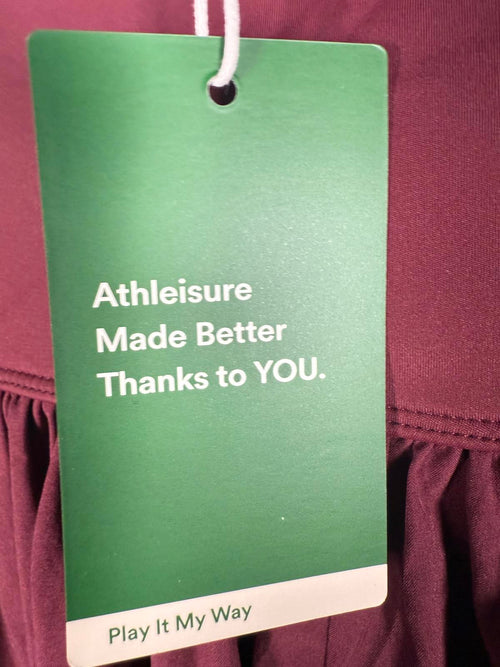 Athleisure
Made Better
Thanks to YOU.
Play It My Way